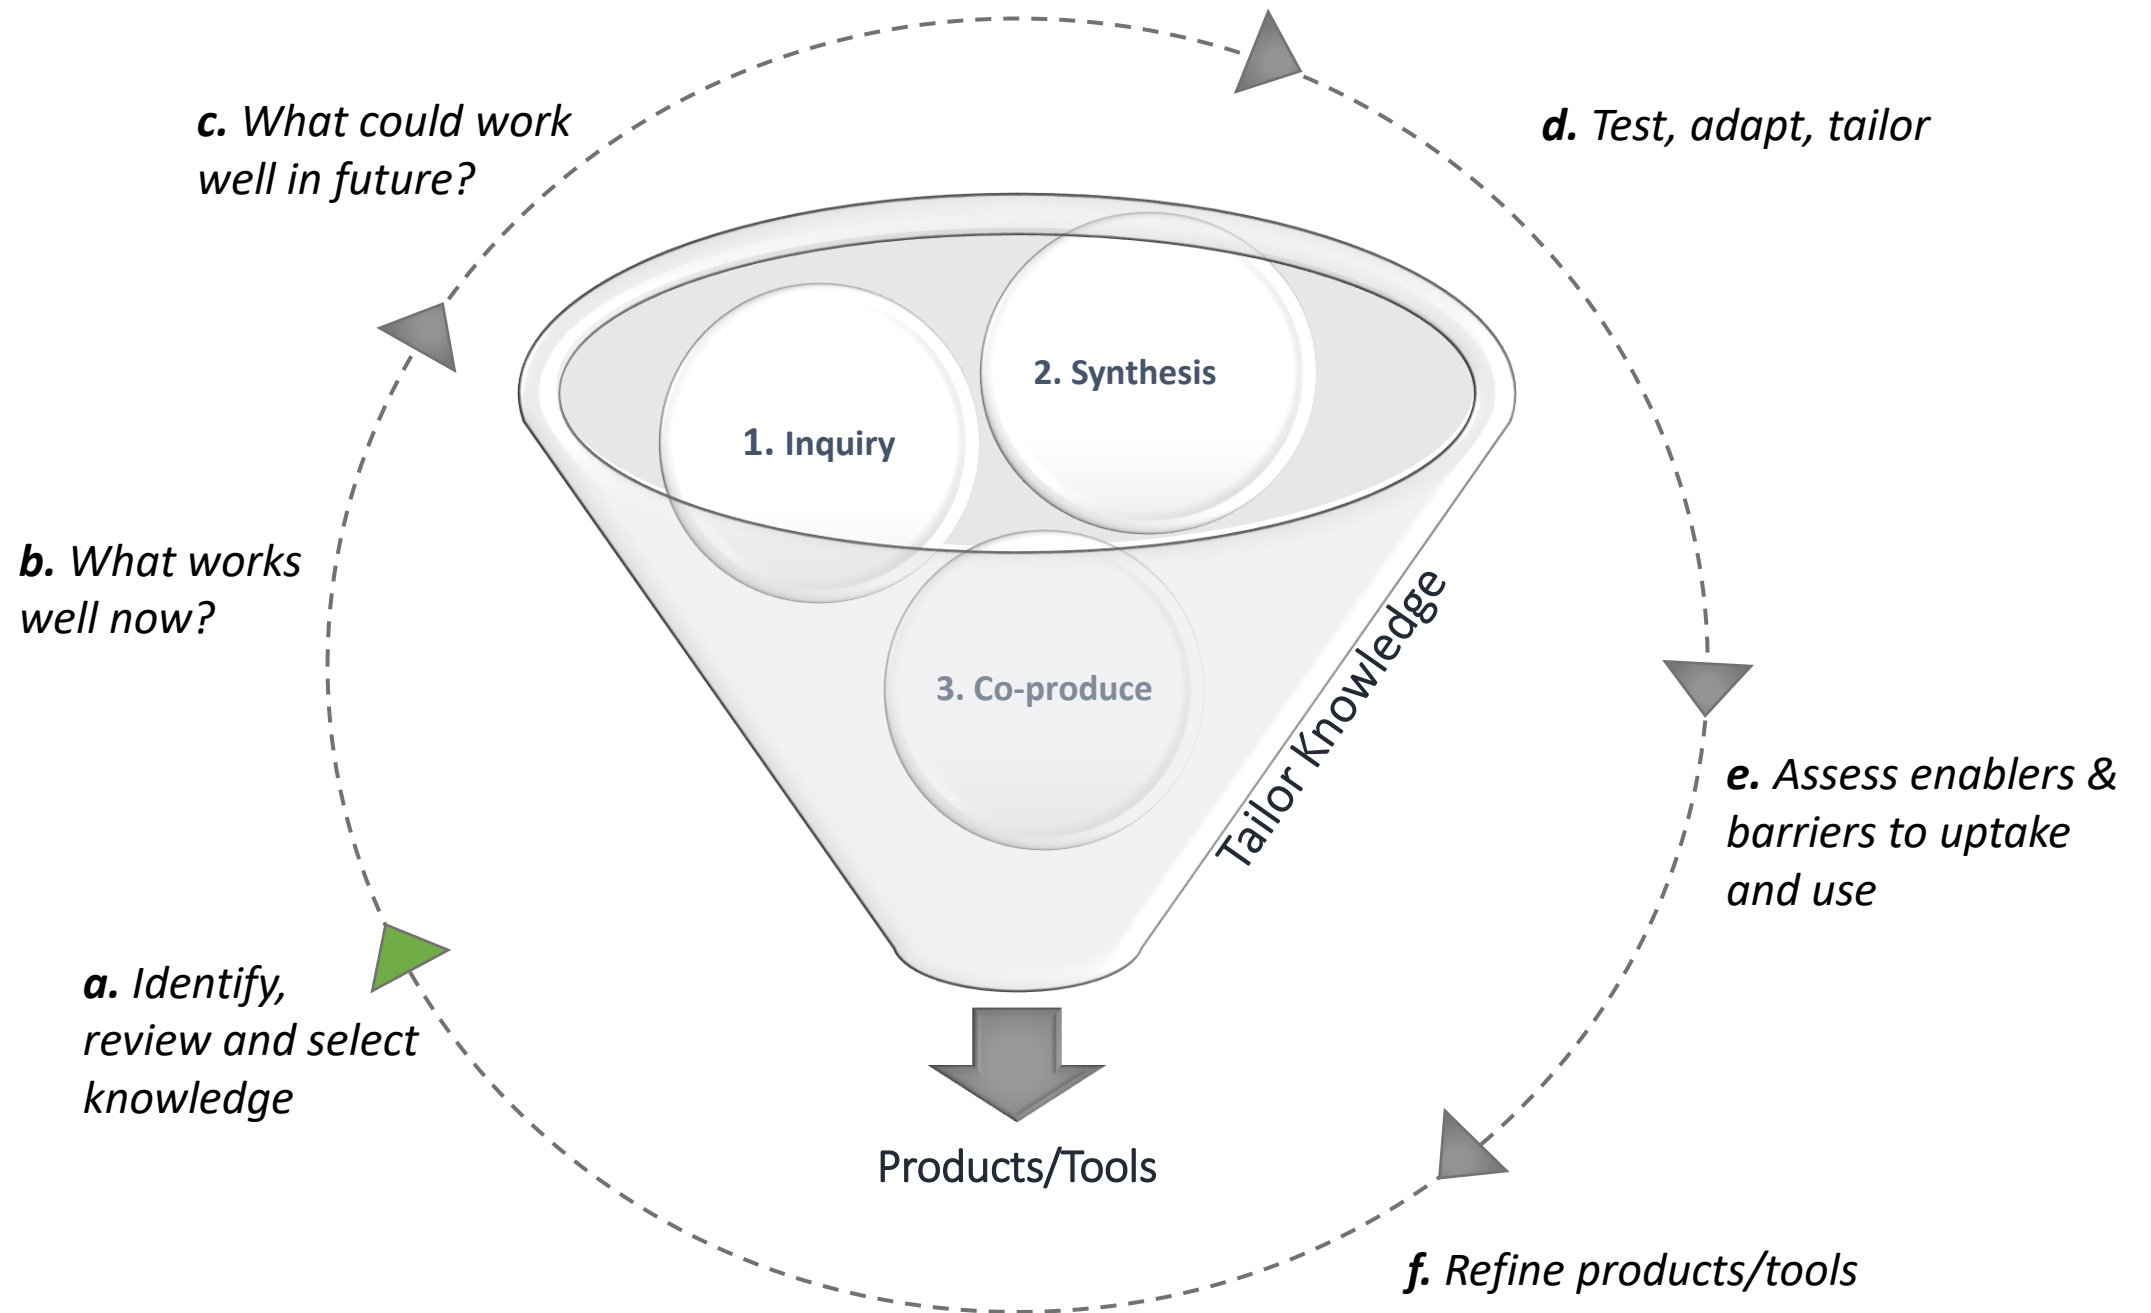 c. What could work
well in future?
d. Test, adapt, tailor
2. Synthesis
1. Inquiry
b. What works
well now?
3. Co-produce
Tailor Knowledge
e. Assess enablers &
barriers to uptake
and use
a. Identify,
review and select
knowledge
Products/Tools
f. Refine products/tools